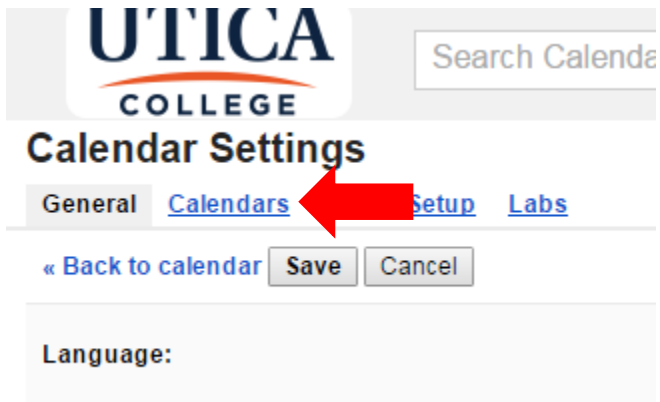 UTICA
COLLEGE
Search Calenda
Calendar Settings
General Calendars Setup Labs
« Back to calendar Save Cancel
Language: